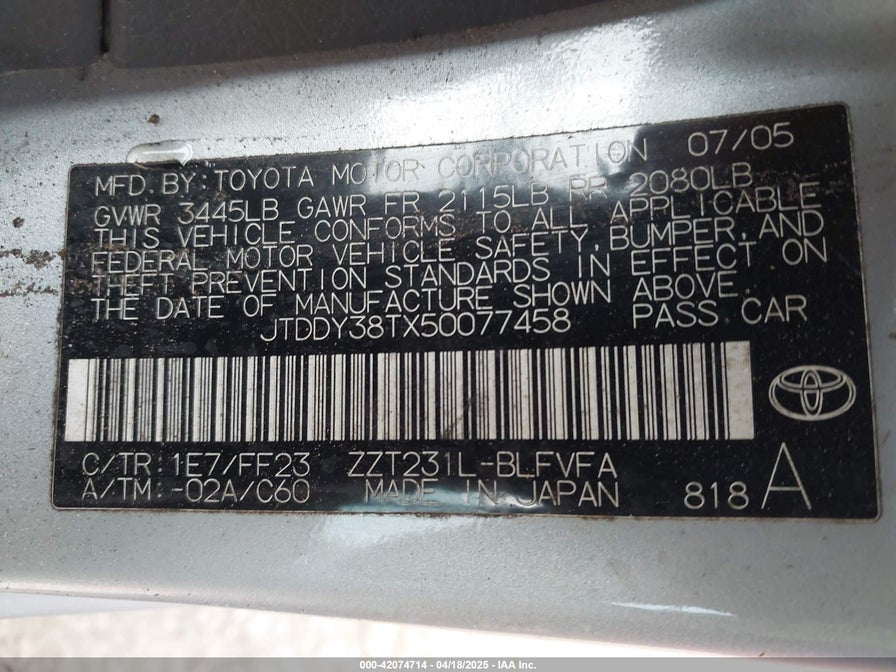 MFD. BY: TOYOTA MOTOR CORPORATION 07/05
GVWR 3445LB GAWR FR 2115LB RR 2080LB
THIS VEHICLE CONFORMS TO ALL APPLICABLE
FEDERAL MOTOR VEHICLE SAFETY, BUMPER, AND
THEFT PREVENTION STANDARDS IN EFFECT ON
THE DATE OF MANUFACTURE SHOWN ABOVE.
JTDDY38TX50077458 PASS CAR
C/TR: 1E7/FF23 ZZT231L-BLFVFA
A/TM: -02A/C60 MADE IN JAPAN 818 A
000-42074714 | 04/18/2025 - IAA Inc.